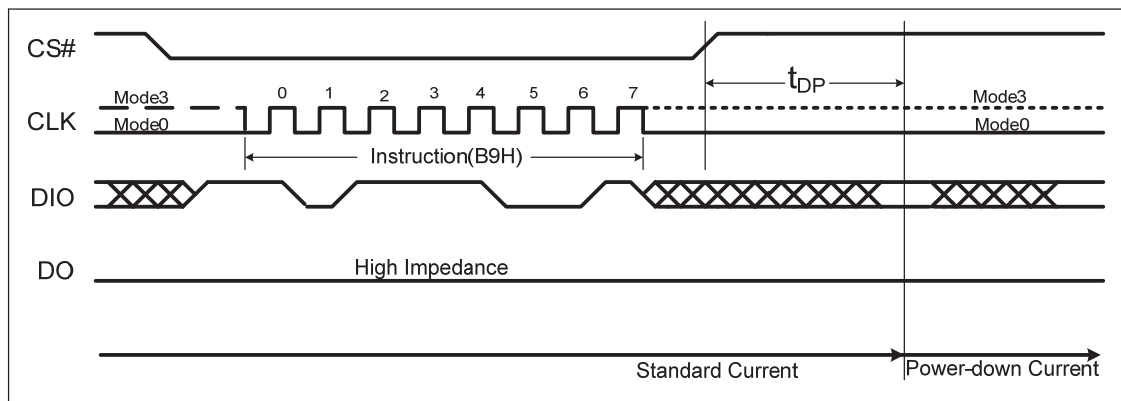 CS#
tDP
CLK
Mode3
Mode0
0 1 2 3 4 5 6 7
Mode3
Mode0
Instruction(B9H)
DIO
DO
High Impedance
Standard Current
Power-down Current